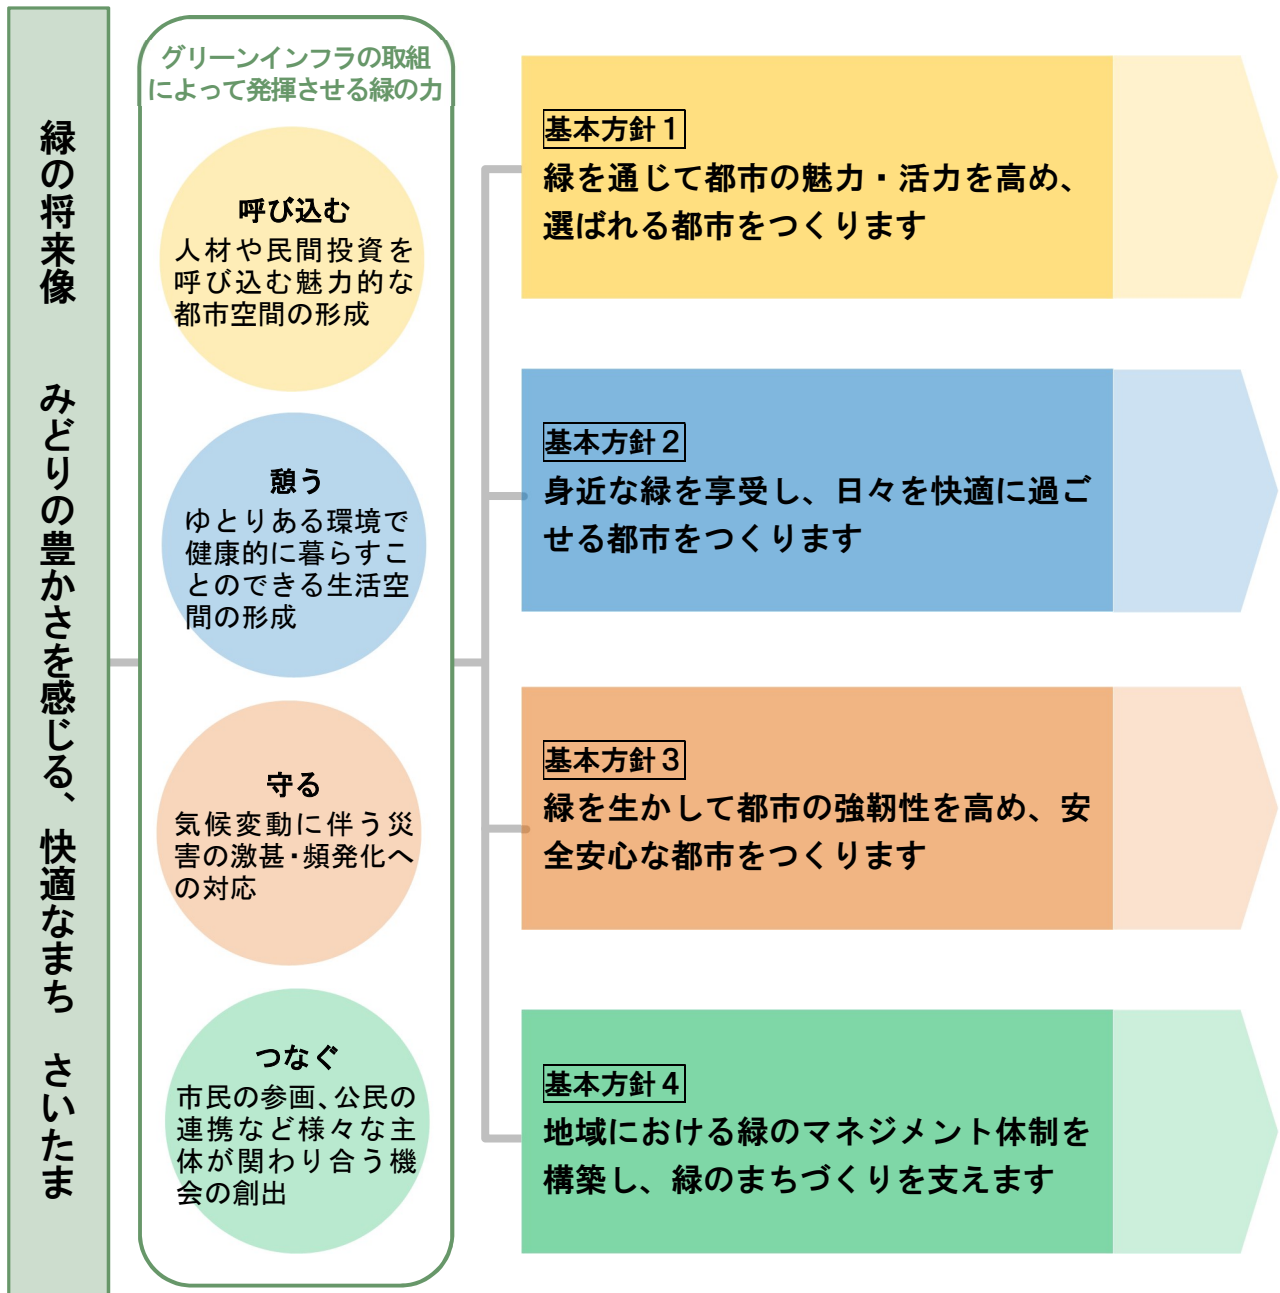 緑の将来像　みどりの豊かさを感じる、快適なまち　さいたま
グリーンインフラの取組
によって発揮させる緑の力
呼び込む
人材や民間投資を
呼び込む魅力的な
都市空間の形成
憩う
ゆとりある環境で
健康的に暮らすこ
とのできる生活空
間の形成
守る
気候変動に伴う災
害の激甚・頻発化へ
の対応
つなぐ
市民の参画、公民の
連携など様々な主
体が関わり合う機
会の創出
基本方針１
緑を通じて都市の魅力・活力を高め、
選ばれる都市をつくります
基本方針２
身近な緑を享受し、日々を快適に過ご
せる都市をつくります
基本方針３
緑を生かして都市の強靭性を高め、安
全安心な都市をつくります
基本方針４
地域における緑のマネジメント体制を
構築し、緑のまちづくりを支えます